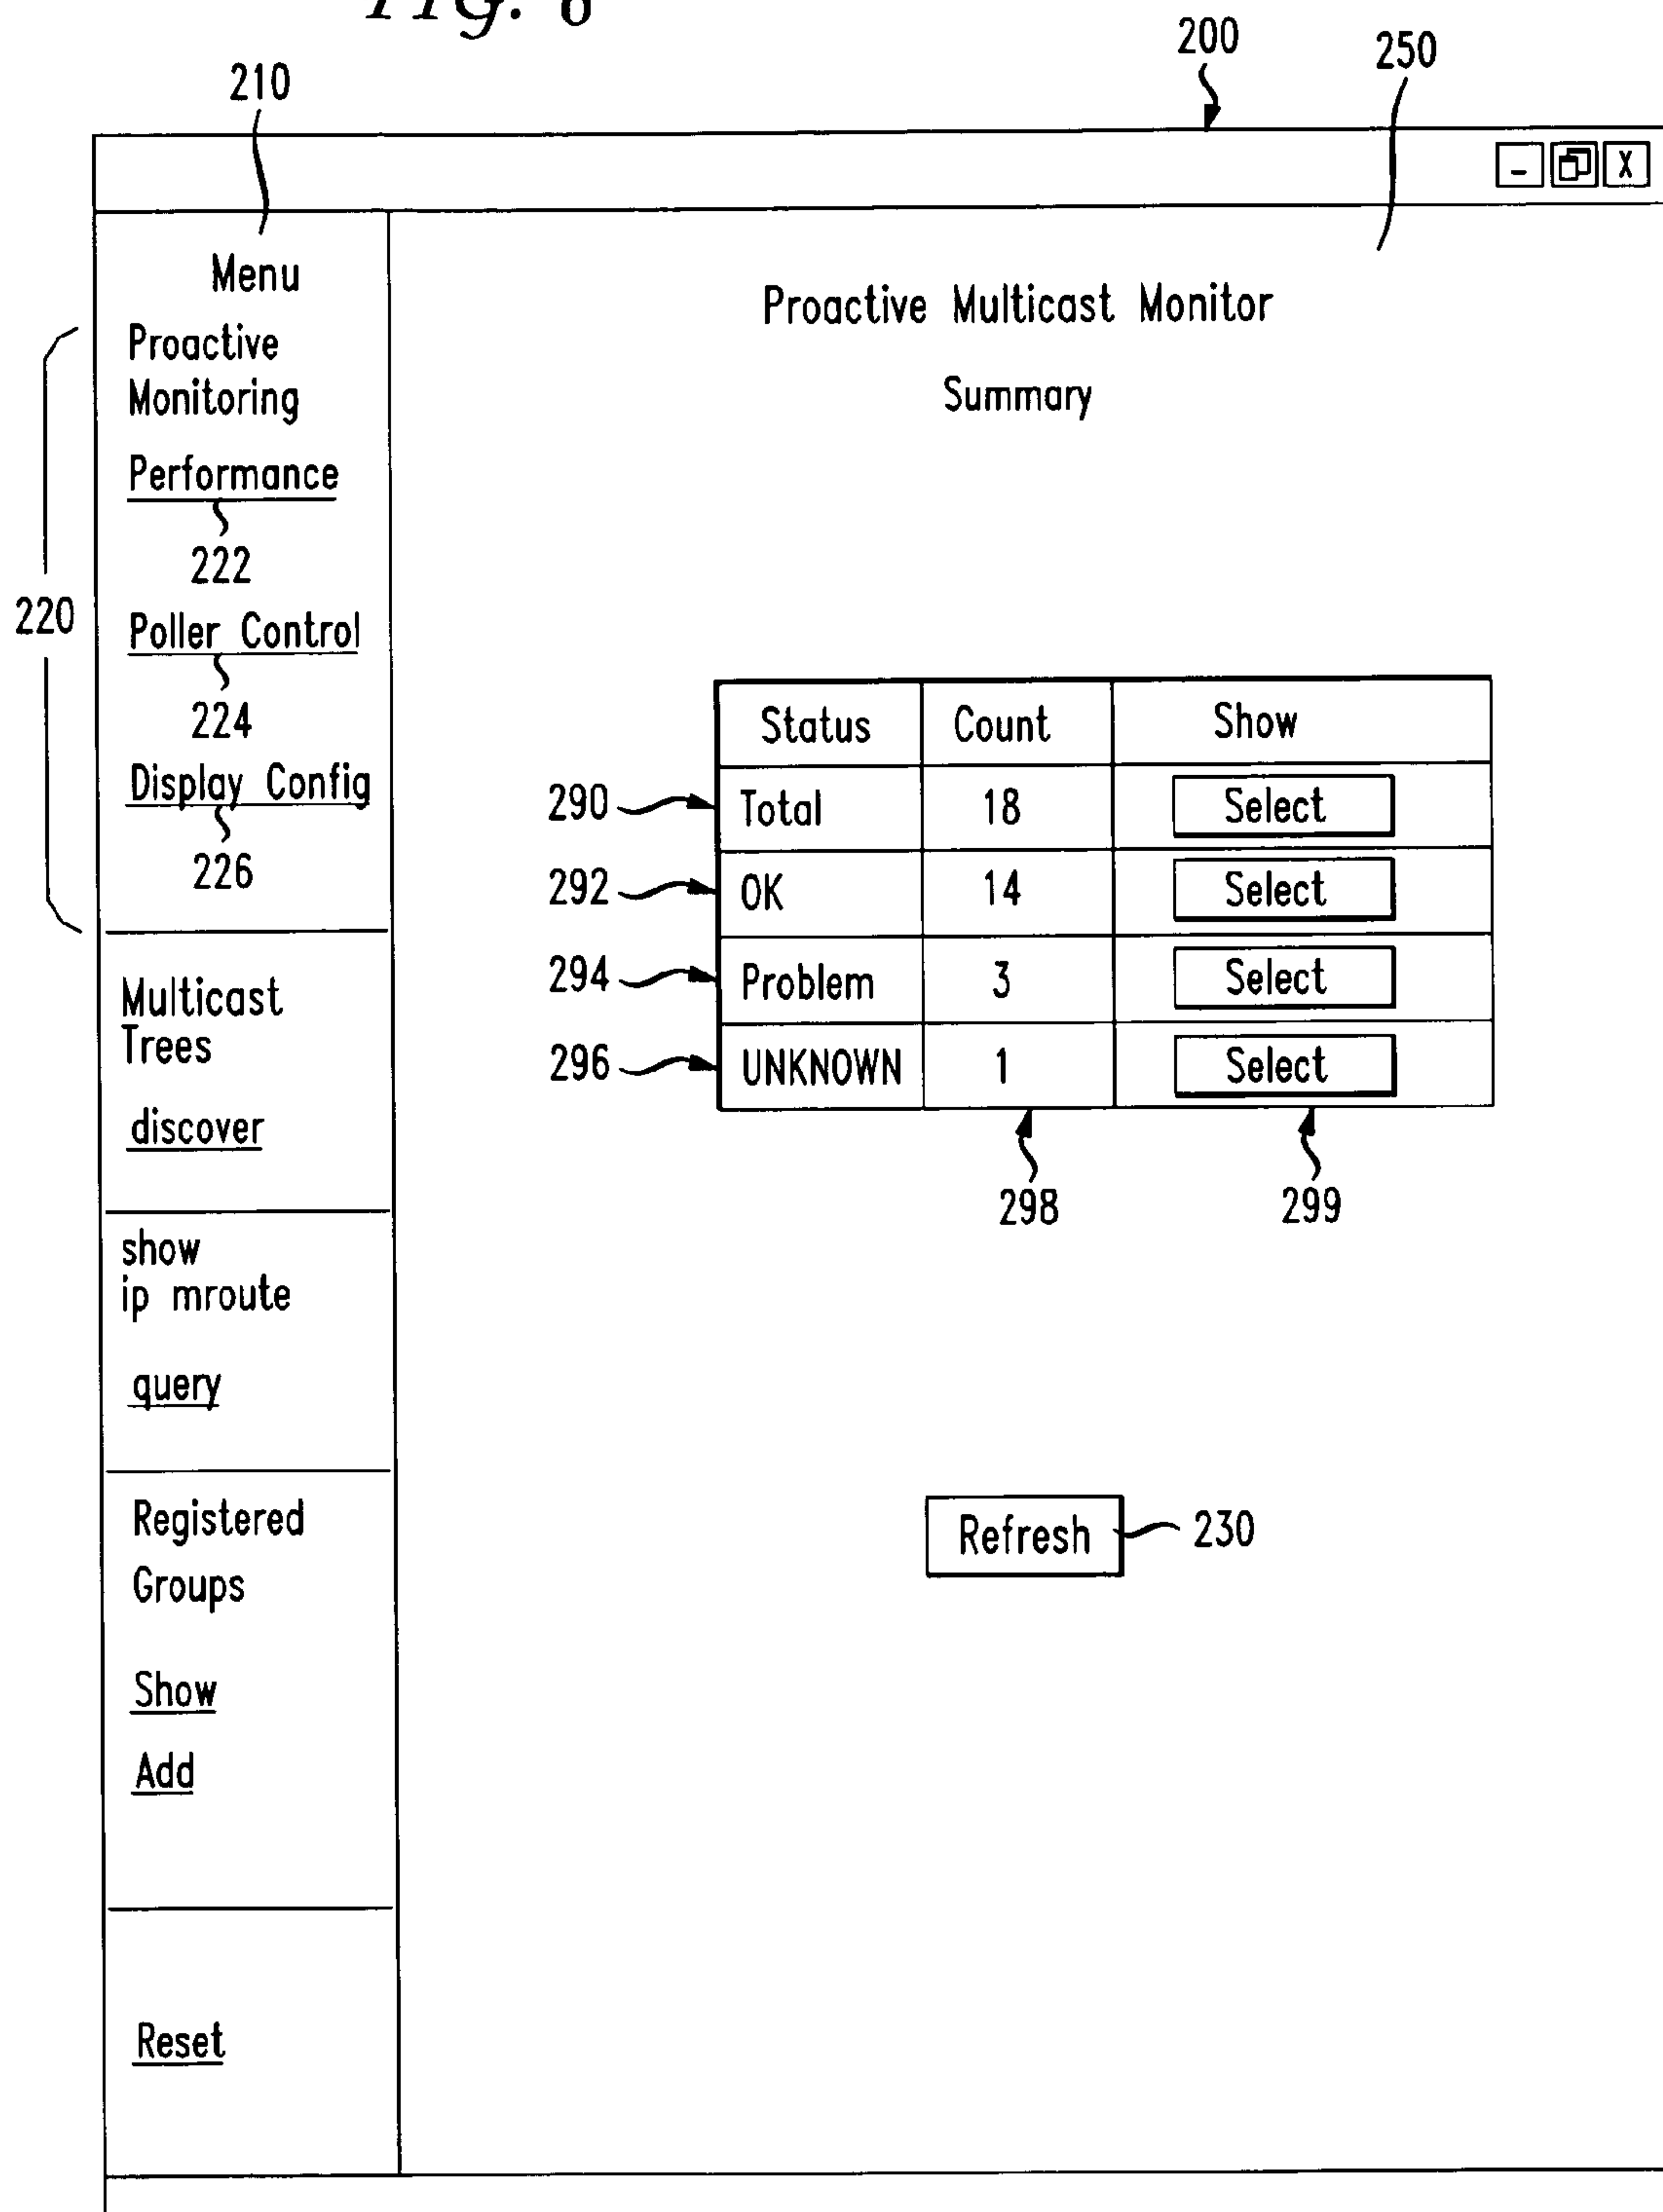 FIG.
200
250
210
X
Menu
Proactive
Monitoring
Performance
222
220
Poller Control
224
Display Config
226
Multicast
Trees
discover
show
ip mroute
query
Registered
Groups
Show
Add
Reset
Proactive Multicast Monitor
Summary
Status Count Show
290 Total 18 Select
292 OK 14 Select
294 Problem 3 Select
296 UNKNOWN 1 Select
298 299
Refresh 230